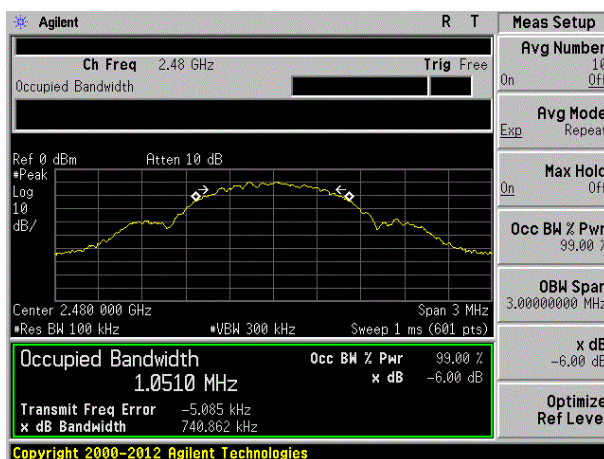 Agilent R T Meas Setup
Ch Freq 2.48 GHz Trig Free
Occupied Bandwidth
Avg Number
10
On Off
Avg Mode
Exp Repeat
Max Hold
On Off
Occ BW % Pwr
99.00 %
OBW Span
3.00000000 MHz
x dB
-6.00 dB
Optimize
Ref Level
Ref 0 dBm Atten 10 dB
#Peak
Log
10
dB/
Center 2.480 000 GHz Span 3 MHz
#Res BW 100 kHz #VBW 300 kHz Sweep 1 ms (601 pts)
Occupied Bandwidth Occ BW % Pwr 99.00 %
1.0510 MHz x dB -6.00 dB
Transmit Freq Error -5.085 kHz
x dB Bandwidth 740.862 kHz
Copyright 2000-2012 Agilent Technologies